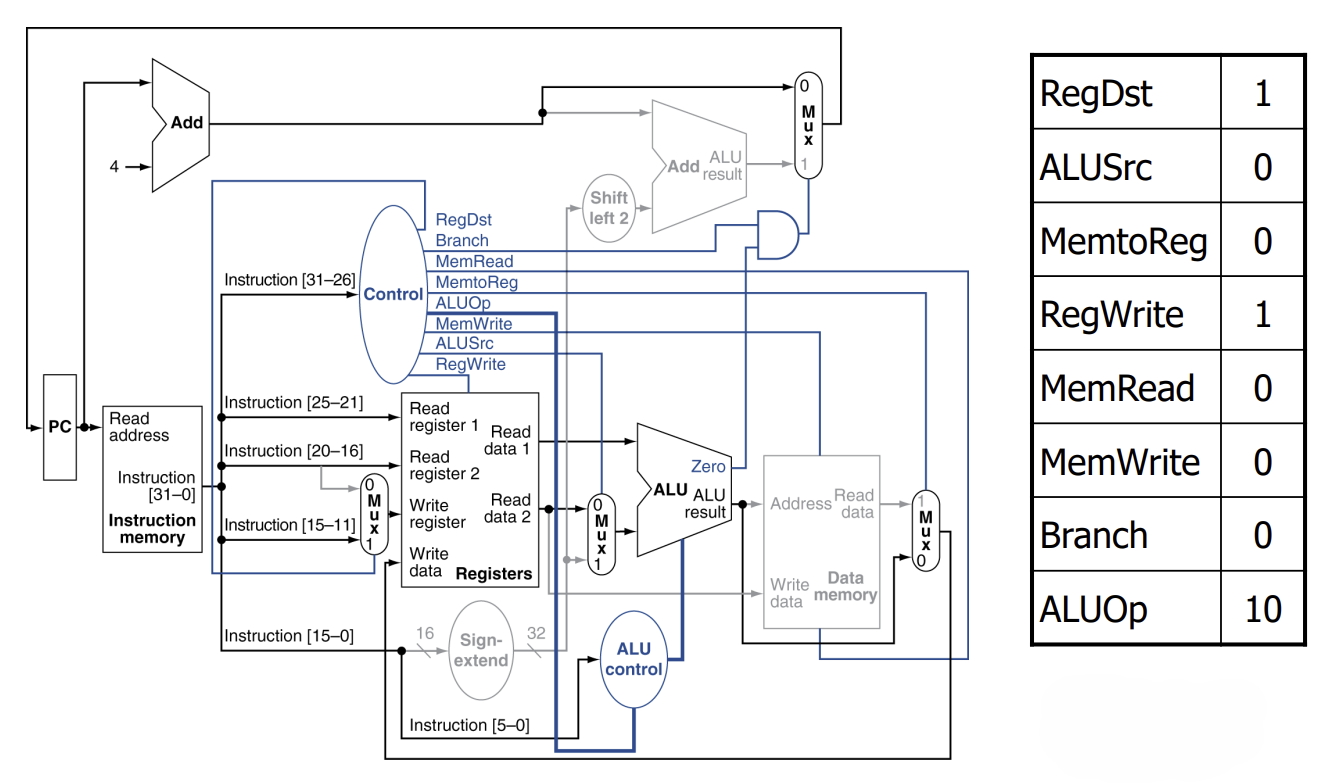 Add
4
0
M
u
x
1
Add
ALU
result
Shift
left 2
RegDst
Branch
MemRead
MemtoReg
ALUOp
MemWrite
ALUSrc
RegWrite
Control
Instruction [31–26]
Instruction [25–21]
Instruction [20–16]
Instruction [15–11]
Instruction [15–0]
Instruction [5–0]
PC
Read
address
Instruction
[31–0]
Instruction
memory
0
M
u
x
1
Read
register 1
Read
register 2
Write
register
Write
data
Read
data 1
Read
data 2
Registers
16
Sign-
extend
32
0
M
u
x
1
Zero
ALU
ALU
result
ALU
control
Address
Read
data
Write
data
Data
memory
1
M
u
x
0
RegDst 1
ALUSrc 0
MemtoReg 0
RegWrite 1
MemRead 0
MemWrite 0
Branch 0
ALUOp 10